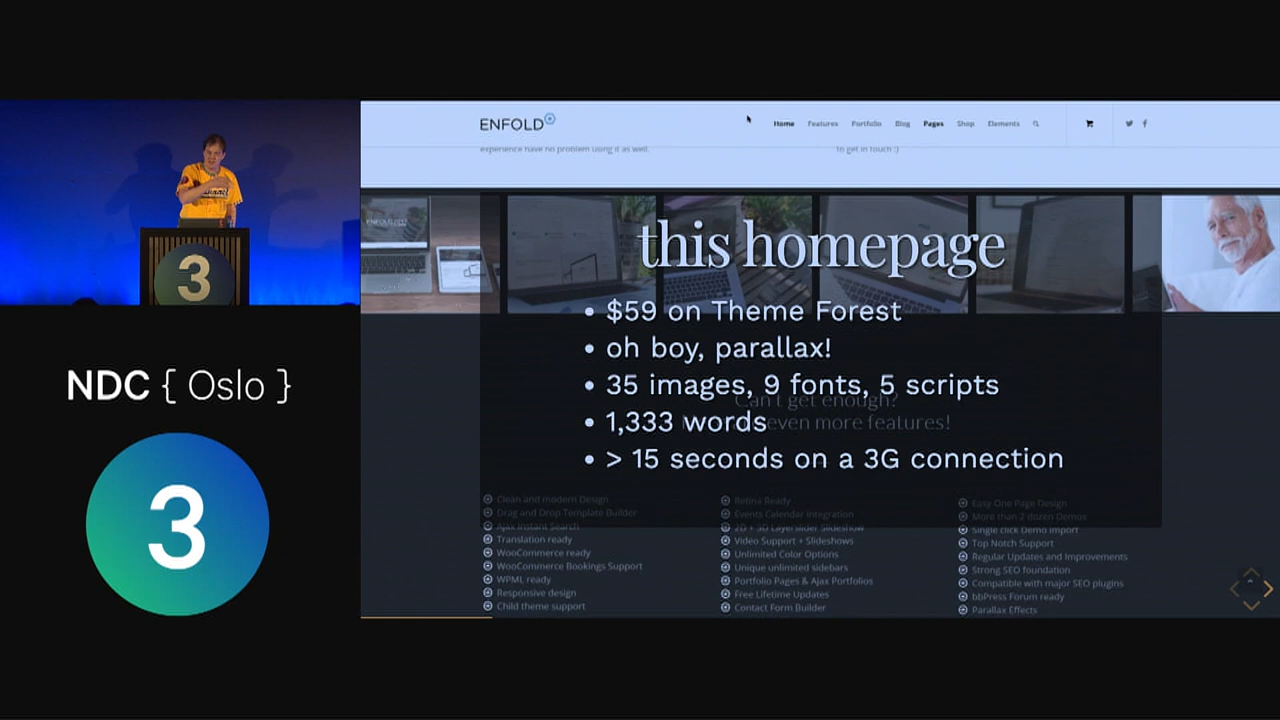 ENFOLD
Home Features Portfolio Blog Pages Shop Elements
experience have no problem using it as well.
to get in touch :)
this homepage
• $59 on Theme Forest
• oh boy, parallax!
• 35 images, 9 fonts, 5 scripts
Can't get enough?
• 1,333 words
even more features!
• > 15 seconds on a 3G connection
Clean and modern Design
Drag and Drop Template Builder
Ajax Instant Search
Translation ready
WooCommerce ready
WooCommerce Bookings Support
WPML ready
Responsive design
Child theme support
Retina Ready
Events Calendar Integration
2D + 3D Layerslider Slideshow
Video Support + Slideshows
Unlimited Color Options
Unique unlimited sidebars
Portfolio Pages & Ajax Portfolios
Free Lifetime Updates
Contact Form Builder
Easy One Page Design
More than 2 dozen Demos
Single click Demo import
Top Notch Support
Regular Updates and Improvements
Strong SEO foundation
Compatible with major SEO plugins
bbPress Forum ready
Parallax Effects
3
NDC { Oslo }
3